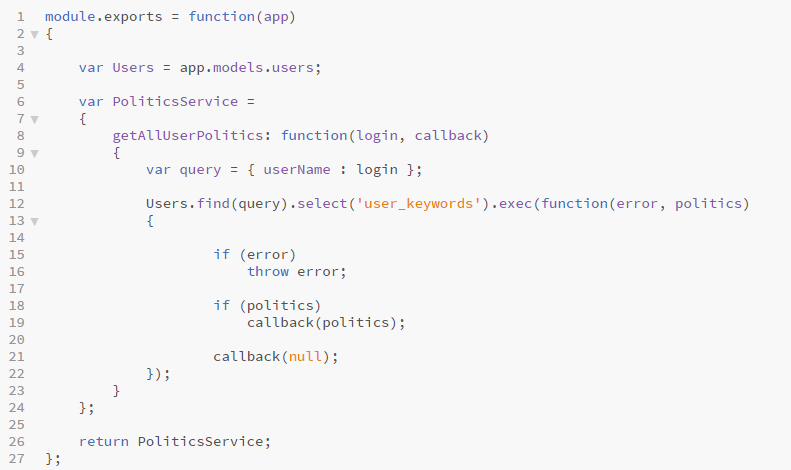 1 module.exports = function(app)
2 {
3
4     var Users = app.models.users;
5
6     var PoliticsService =
7     {
8         getAllUserPolitics: function(login, callback)
9         {
10             var query = { userName : login };
11
12             Users.find(query).select('user_keywords').exec(function(error, politics)
13             {
14
15                     if (error)
16                         throw error;
17
18                     if (politics)
19                         callback(politics);
20
21                     callback(null);
22             });
23         }
24     };
25
26     return PoliticsService;
27 };